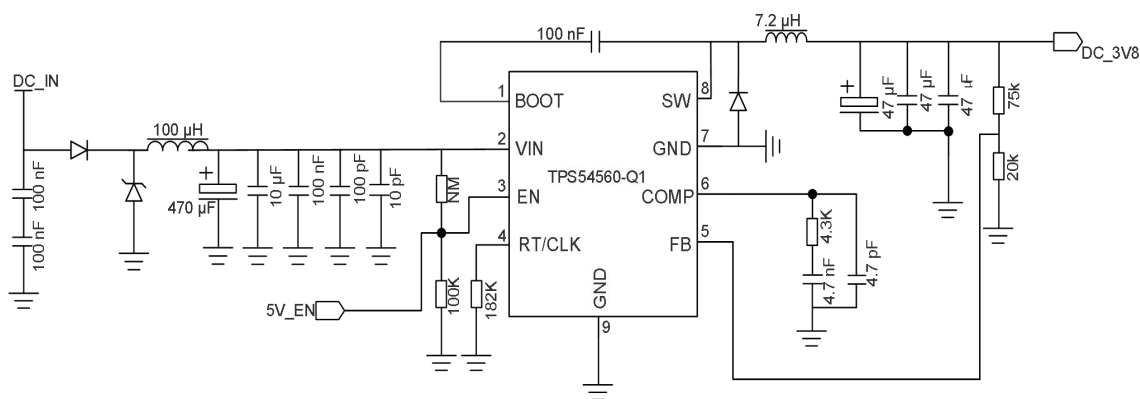 100 nF
7.2 µH
DC_3V8
DC_IN
1
BOOT
SW
8
+
47 µF
47 µF
47 µF
75k
100 µH
2
VIN
GND
7
TPS54560-Q1
20k
100 nF
100 nF
+
470 µF
10 µF
100 nF
100 pF
10 pF
NM
3
EN
COMP
6
4
RT/CLK
FB
5
4.3K
4.7 nF
4.7 pF
5V_EN
100K
182K
GND
9